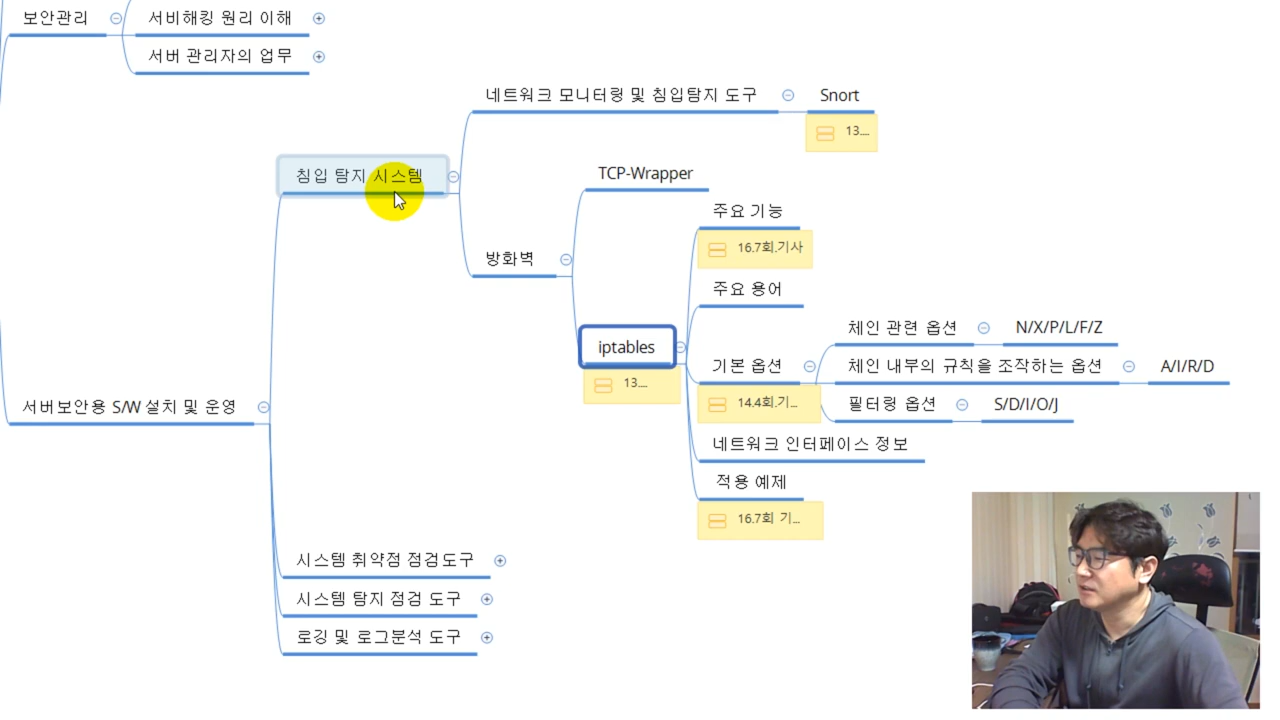 보안관리
서비해킹 원리 이해
서버 관리자의 업무
네트워크 모니터링 및 침입탐지 도구
Snort
13....
침입 탐지 시스템
TCP-Wrapper
주요 기능
16.7회.기사
방화벽
주요 용어
iptables
13....
체인 관련 옵션
N/X/P/L/F/Z
기본 옵션
14.4회.기...
체인 내부의 규칙을 조작하는 옵션
A/I/R/D
필터링 옵션
S/D/I/O/J
서버보안용 S/W 설치 및 운영
네트워크 인터페이스 정보
적용 예제
16.7회 기...
시스템 취약점 점검도구
시스템 탐지 점검 도구
로깅 및 로그분석 도구